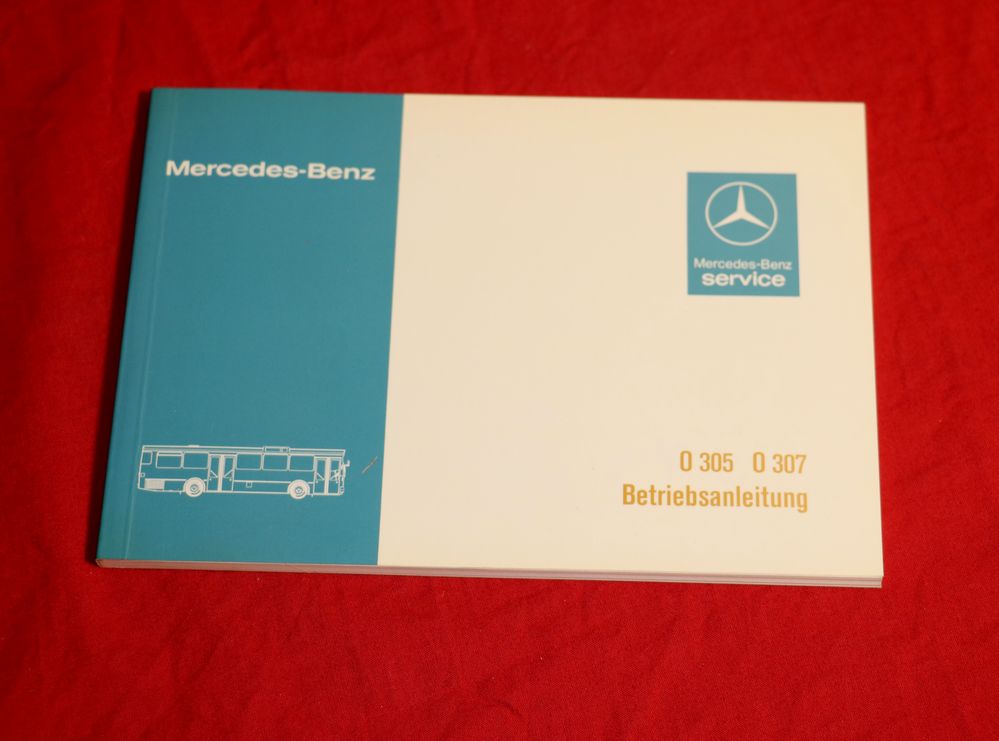 Mercedes-Benz
Mercedes-Benz
service
O 305 O 307
Betriebsanleitung